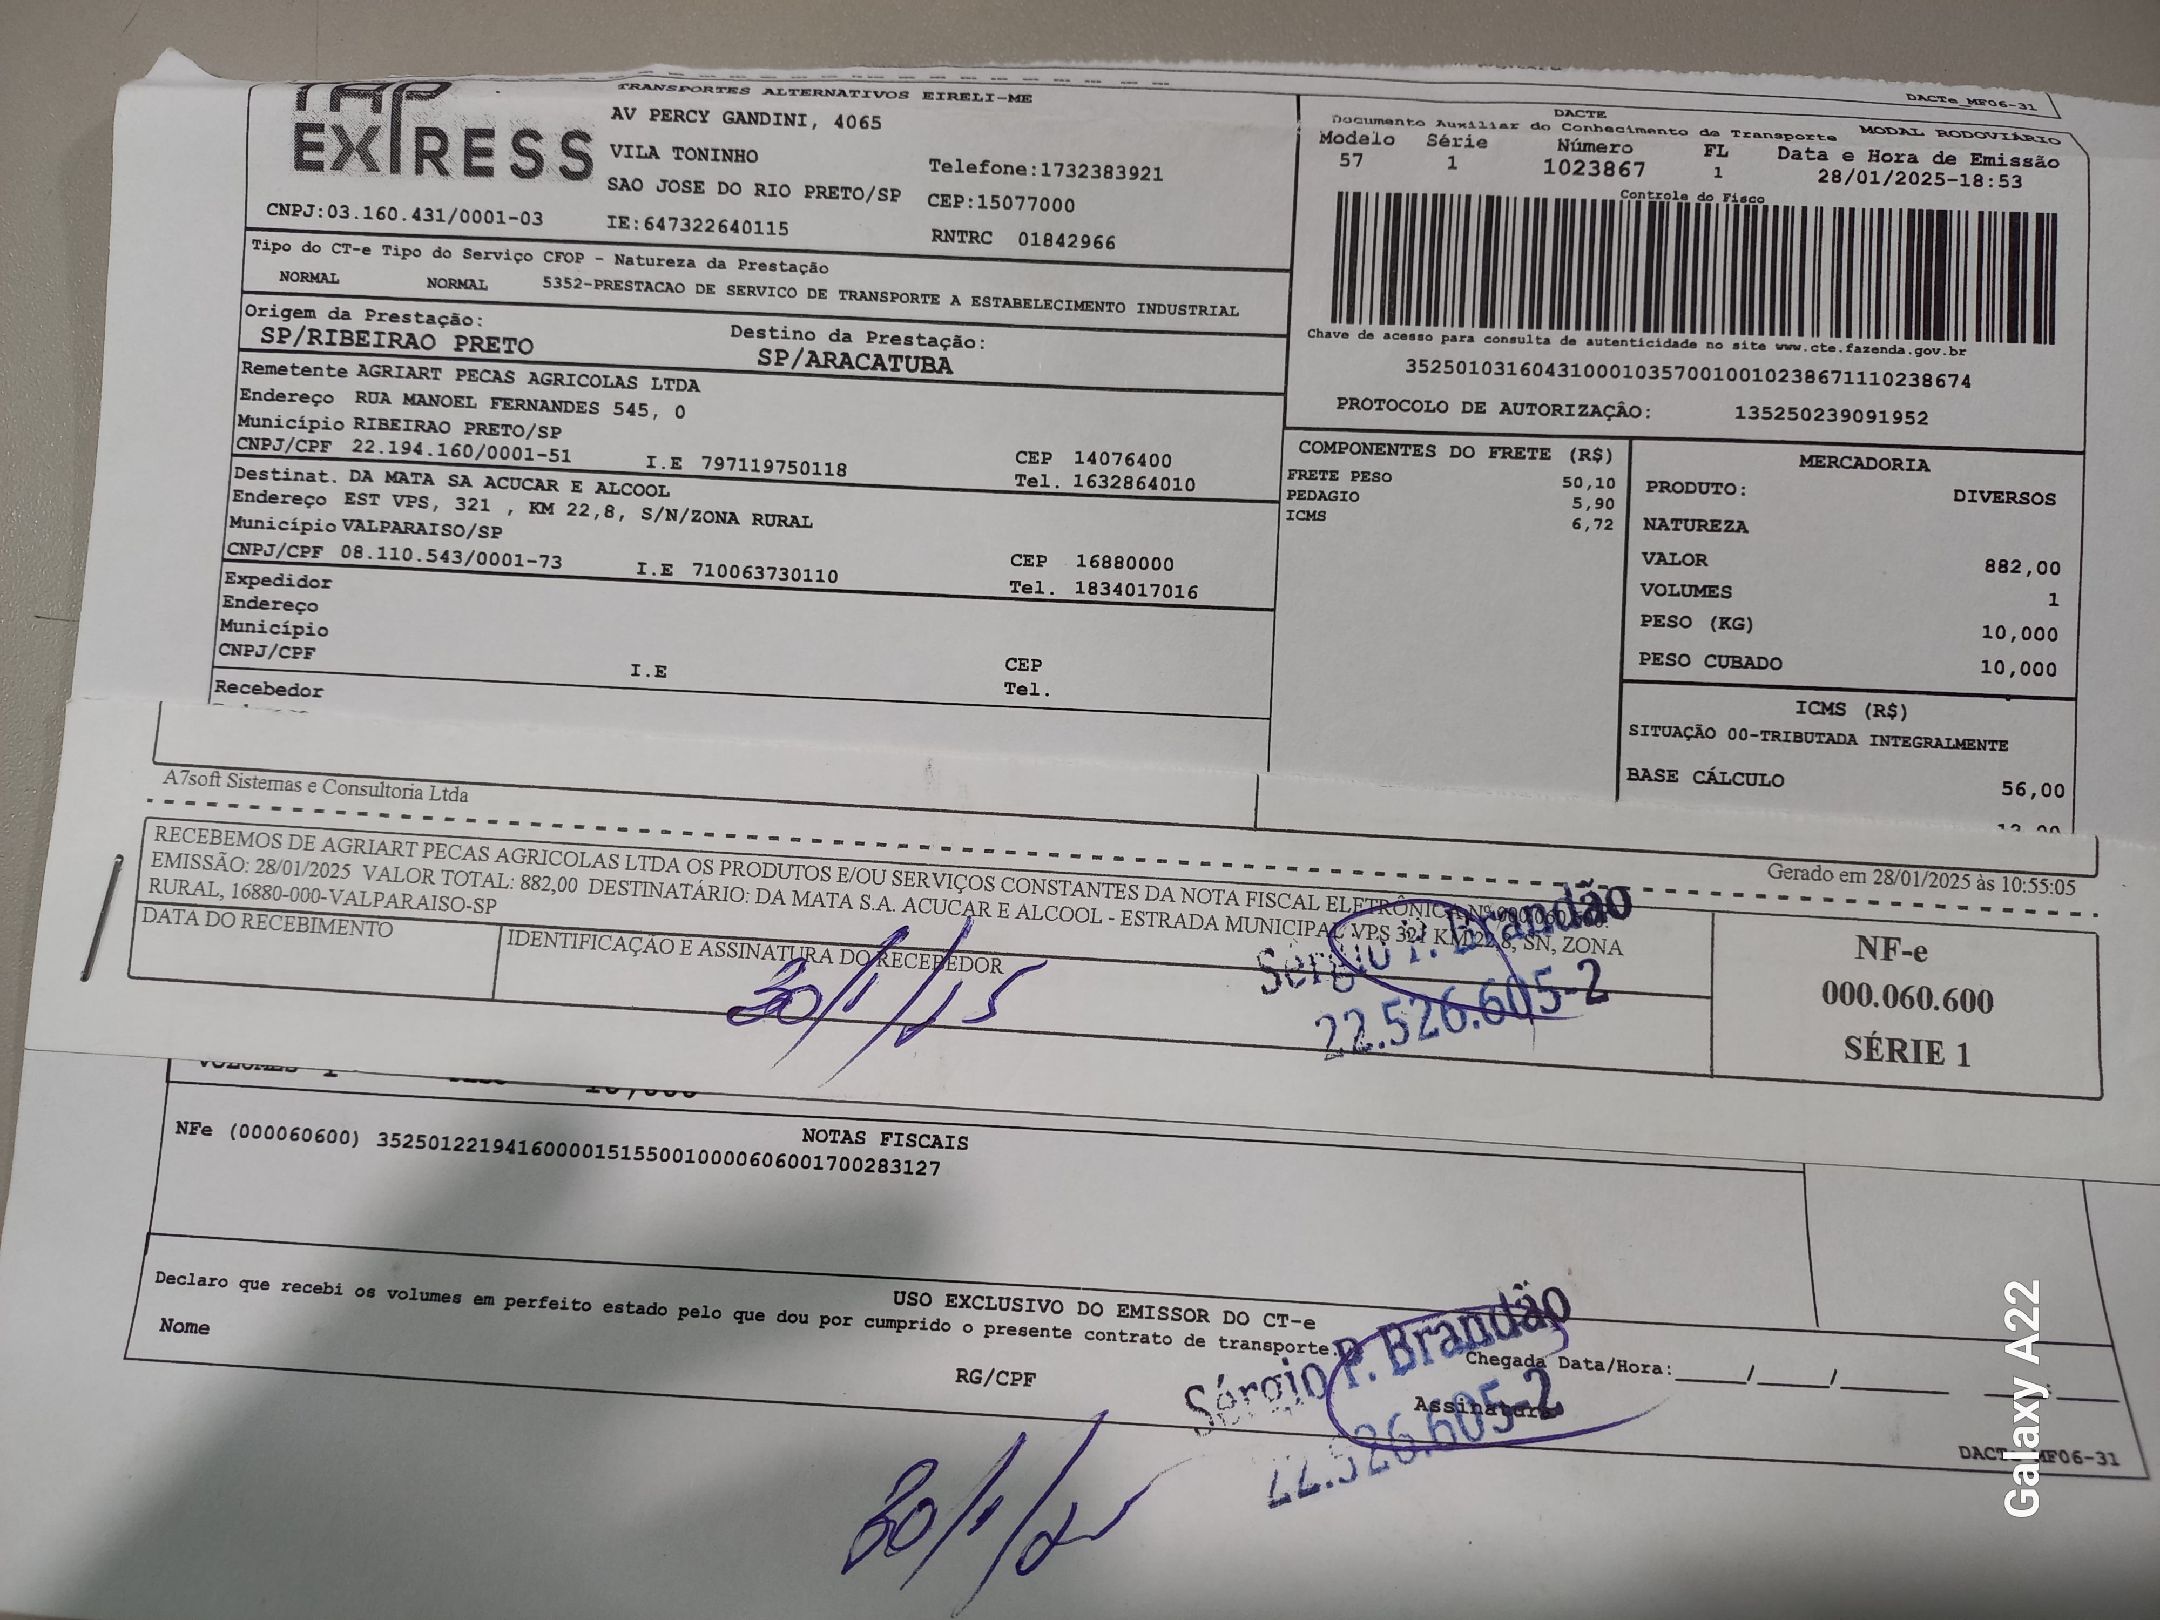 EXPRESS
TRANSPORTES ALTERNATIVOS EIRELI-ME
AV PERCY GANDINI, 4065
VILA TONINHO
Telefone:1732383921
SAO JOSE DO RIO PRETO/SP CEP:15077000
CNPJ:03.160.431/0001-03 IE:647322640115 RNTRC 01842966
DACTe_MF06-31
DACTE
Documento Auxiliar do Conhecimento de Transporte MODAL RODOVIÁRIO
Modelo Série Número FL Data e Hora de Emissão
57 1 1023867 1 28/01/2025-18:53
Controle do Fisco
Chave de acesso para consulta de autenticidade no site www.cte.fazenda.gov.br
35250103160431000103570010010238671110238674
PROTOCOLO DE AUTORIZAÇÃO: 135250239091952
Tipo do CT-e Tipo do Serviço CFOP - Natureza da Prestação
NORMAL NORMAL 5352-PRESTACAO DE SERVICO DE TRANSPORTE A ESTABELECIMENTO INDUSTRIAL
Origem da Prestação: Destino da Prestação:
SP/RIBEIRAO PRETO SP/ARACATUBA
Remetente AGRIART PECAS AGRICOLAS LTDA
Endereço RUA MANOEL FERNANDES 545, 0
Município RIBEIRAO PRETO/SP CEP 14076400
CNPJ/CPF 22.194.160/0001-51 I.E 797119750118 Tel. 1632864010
Destinat. DA MATA SA ACUCAR E ALCOOL
Endereço EST VPS, 321 , KM 22,8, S/N/ZONA RURAL
Município VALPARAISO/SP CEP 16880000
CNPJ/CPF 08.110.543/0001-73 I.E 710063730110 Tel. 1834017016
Expedidor
Endereço
Município CEP
CNPJ/CPF I.E Tel.
Recebedor
COMPONENTES DO FRETE (R$)
FRETE PESO 50,10
PEDAGIO 5,90
ICMS 6,72
MERCADORIA
PRODUTO: DIVERSOS
NATUREZA
VALOR 882,00
VOLUMES 1
PESO (KG) 10,000
PESO CUBADO 10,000
ICMS (R$)
SITUAÇÃO 00-TRIBUTADA INTEGRALMENTE
BASE CÁLCULO 56,00
A7soft Sistemas e Consultoria Ltda
Gerado em 28/01/2025 às 10:55:05
RECEBEMOS DE AGRIART PECAS AGRICOLAS LTDA OS PRODUTOS E/OU SERVIÇOS CONSTANTES DA NOTA FISCAL ELETRÔNICA Nº 000.060.600.
EMISSÃO: 28/01/2025 VALOR TOTAL: 882,00 DESTINATÁRIO: DA MATA S.A. ACUCAR E ALCOOL - ESTRADA MUNICIPAL VPS 321 KM 22,8, SN, ZONA
RURAL, 16880-000-VALPARAISO-SP
DATA DO RECEBIMENTO
IDENTIFICAÇÃO E ASSINATURA DO RECEBEDOR
30/1/25
Sérgio P. Brandão
22.526.605-2
NF-e
000.060.600
SÉRIE 1
VOLUMES 1 PESO 10,000
NOTAS FISCAIS
NFe (000060600) 35250122194160000151550010000606001700283127
USO EXCLUSIVO DO EMISSOR DO CT-e
Declaro que recebi os volumes em perfeito estado pelo que dou por cumprido o presente contrato de transporte.
Nome RG/CPF
Chegada Data/Hora:____/____/____
Assinatura
Sérgio P. Brandão
22.526.605-2
30/1/25
DACTe_MF06-31
Galaxy A22